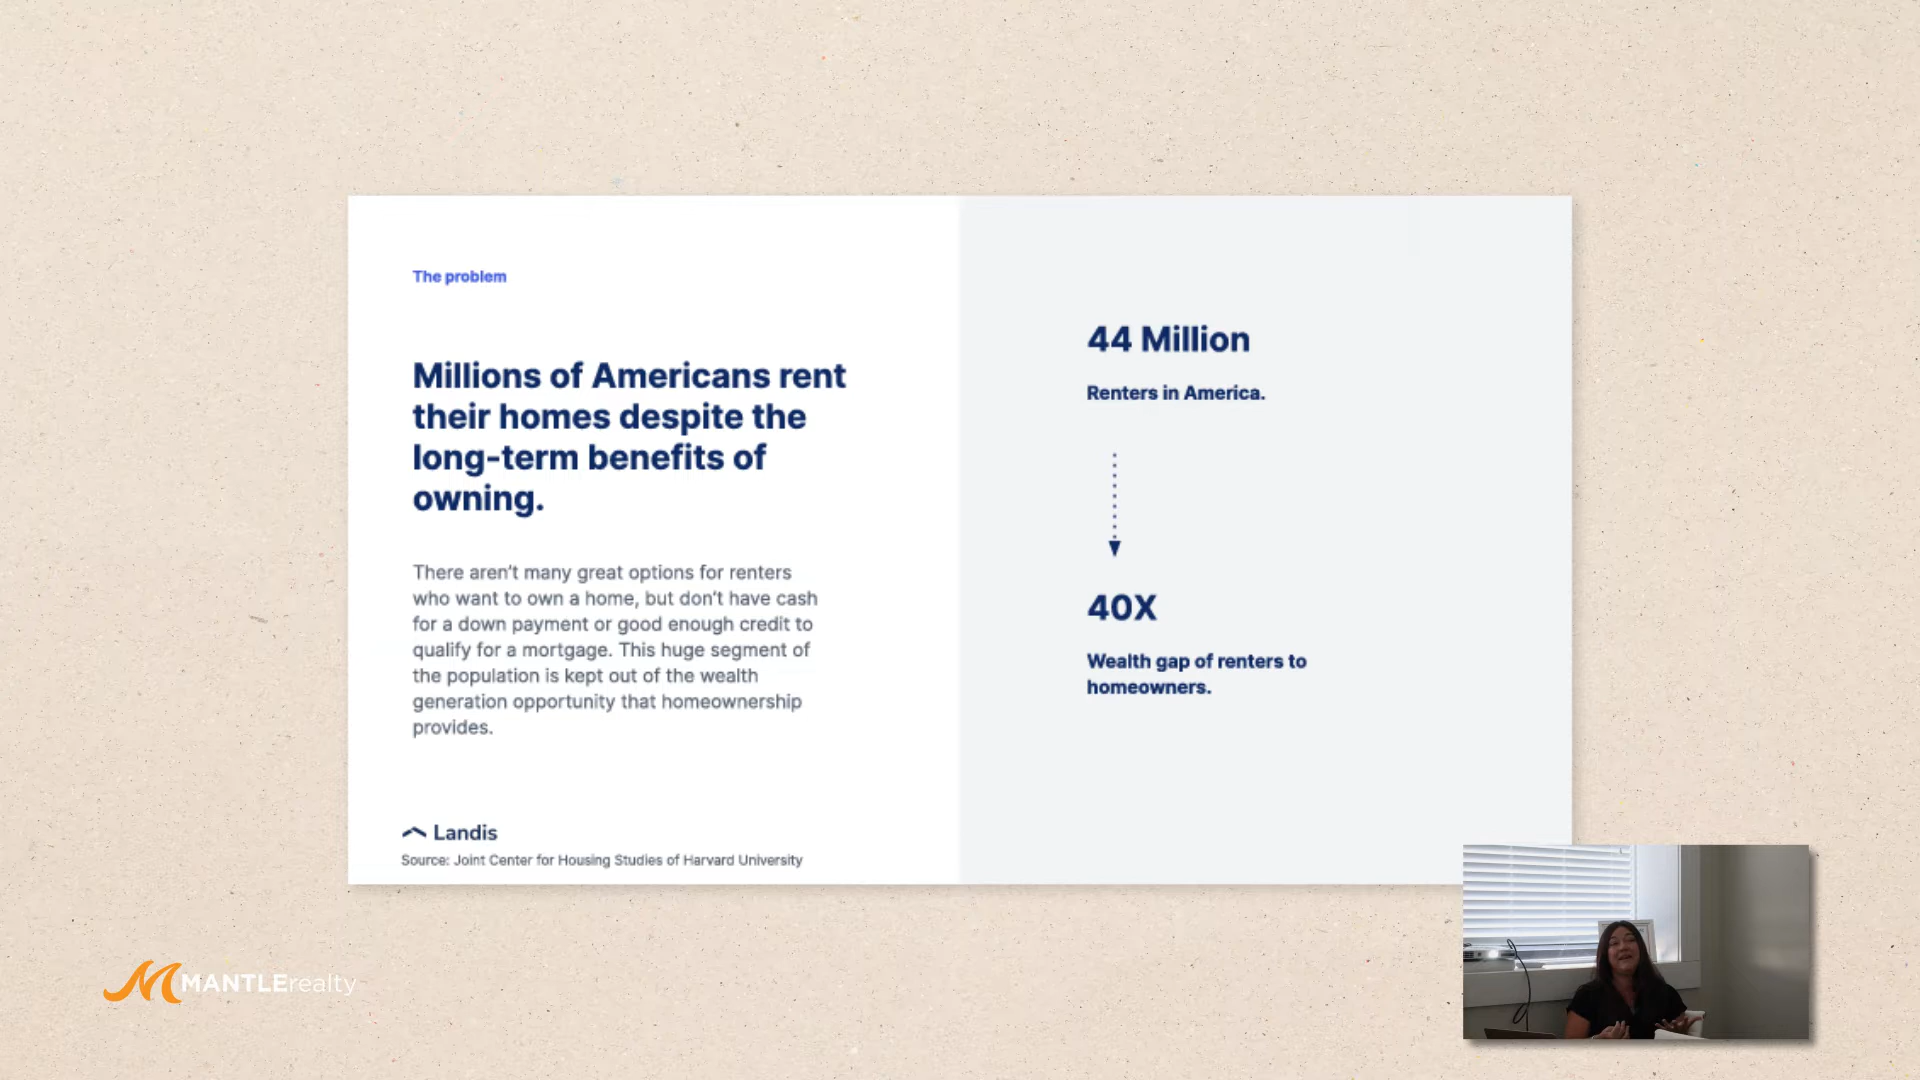 The problem
Millions of Americans rent
their homes despite the
long-term benefits of
owning.
There aren't many great options for renters
who want to own a home, but don't have cash
for a down payment or good enough credit to
qualify for a mortgage. This huge segment of
the population is kept out of the wealth
generation opportunity that homeownership
provides.
Landis
Source: Joint Center for Housing Studies of Harvard University
44 Million
Renters in America.
40X
Wealth gap of renters to
homeowners.
MANTLErealty